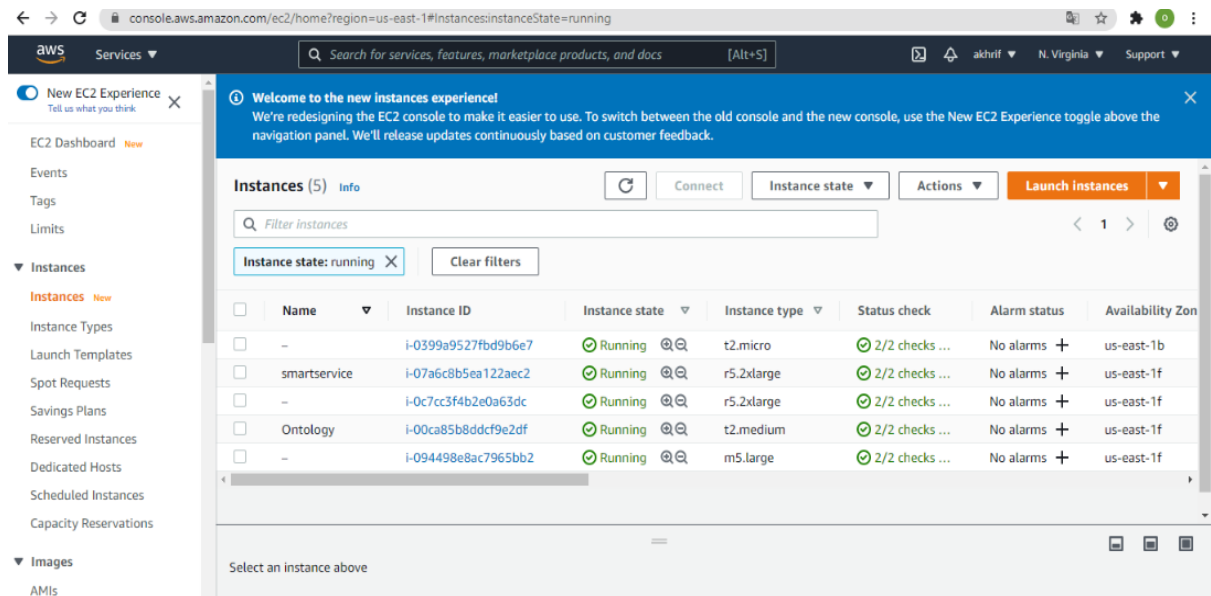 console.aws.amazon.com/ec2/home?region=us-east-1#Instances:instanceState=running
aws Services ▼ Search for services, features, marketplace products, and docs [Alt+S] akhrif ▼ N. Virginia ▼ Support ▼
New EC2 Experience
Tell us what you think
EC2 Dashboard New
Events
Tags
Limits
▼ Instances
Instances New
Instance Types
Launch Templates
Spot Requests
Savings Plans
Reserved Instances
Dedicated Hosts
Scheduled Instances
Capacity Reservations
▼ Images
AMIs
Welcome to the new instances experience!
We're redesigning the EC2 console to make it easier to use. To switch between the old console and the new console, use the New EC2 Experience toggle above the
navigation panel. We'll release updates continuously based on customer feedback.
Instances (5) Info Connect Instance state ▼ Actions ▼ Launch instances ▼
Filter instances < 1 >
Instance state: running Clear filters
Name Instance ID Instance state Instance type Status check Alarm status Availability Zon
– i-0399a9527fbd9b6e7 Running t2.micro 2/2 checks ... No alarms + us-east-1b
smartservice i-07a6c8b5ea122aec2 Running r5.2xlarge 2/2 checks ... No alarms + us-east-1f
– i-0c7cc3f4b2e0a63dc Running r5.2xlarge 2/2 checks ... No alarms + us-east-1f
Ontology i-00ca85b8ddcf9e2df Running t2.medium 2/2 checks ... No alarms + us-east-1f
– i-094498e8ac7965bb2 Running m5.large 2/2 checks ... No alarms + us-east-1f
Select an instance above